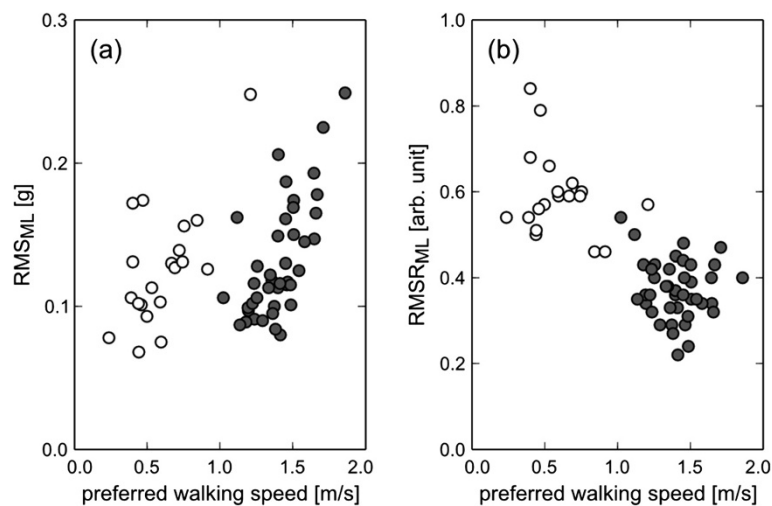 (a)
0.3
0.2
0.1
0.0
RMS_ML [g]
0.0 0.5 1.0 1.5 2.0
preferred walking speed [m/s]
(b)
1.0
0.8
0.6
0.4
0.2
0.0
RMSR_ML [arb. unit]
0.0 0.5 1.0 1.5 2.0
preferred walking speed [m/s]